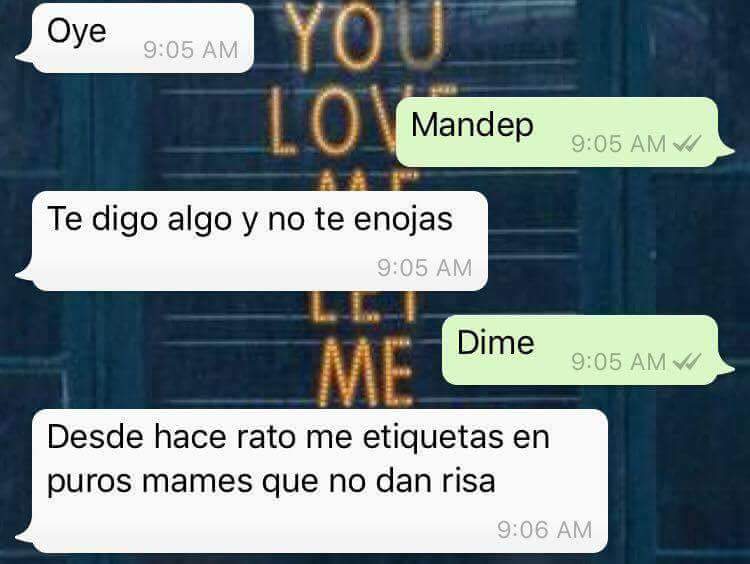 Oye
9:05 AM
YOU
LOV
Mandep
9:05 AM
ME
Te digo algo y no te enojas
9:05 AM
LET
Dime
9:05 AM
ME
Desde hace rato me etiquetas en
puros mames que no dan risa
9:06 AM